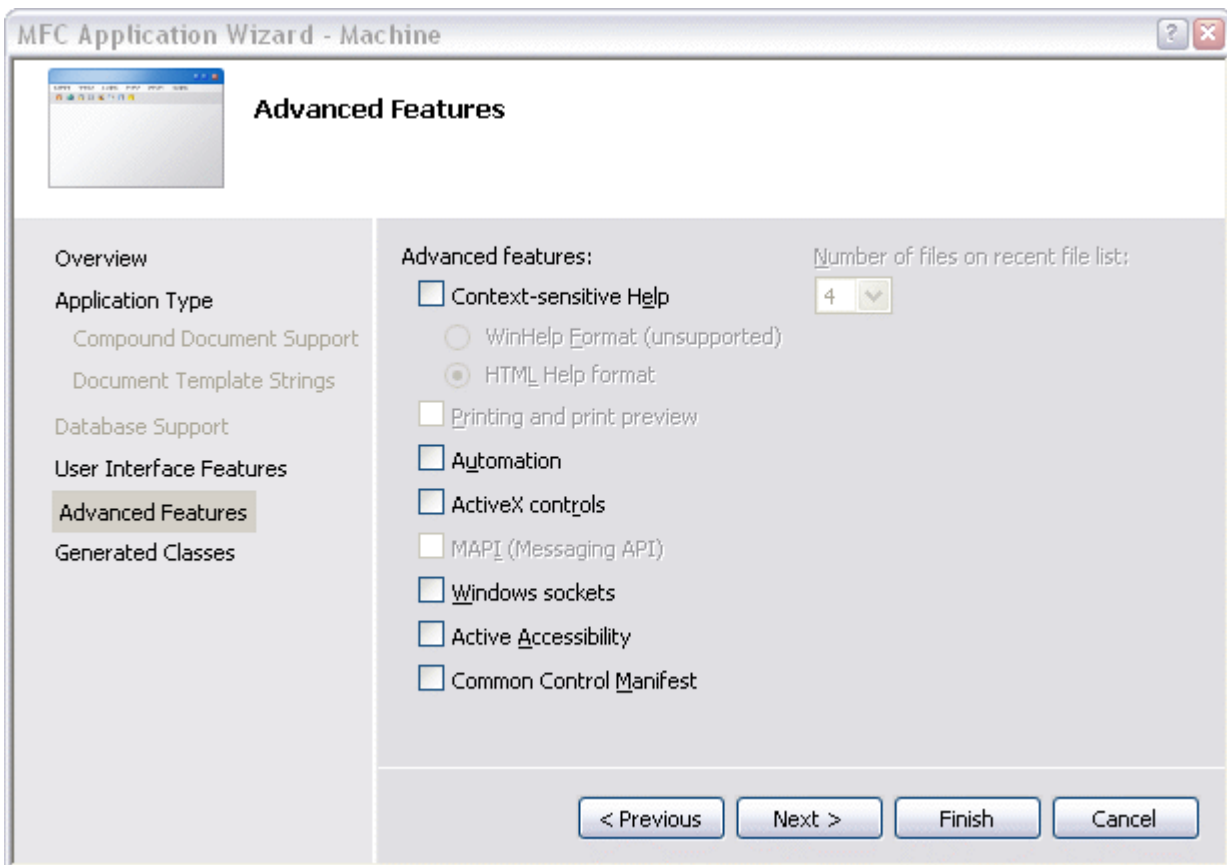 MFC Application Wizard - Machine
Advanced Features
Overview
Application Type
Compound Document Support
Document Template Strings
Database Support
User Interface Features
Advanced Features
Generated Classes
Advanced features:
Context-sensitive Help
WinHelp Format (unsupported)
HTML Help format
Printing and print preview
Automation
ActiveX controls
MAPI (Messaging API)
Windows sockets
Active Accessibility
Common Control Manifest
Number of files on recent file list:
4
< Previous
Next >
Finish
Cancel